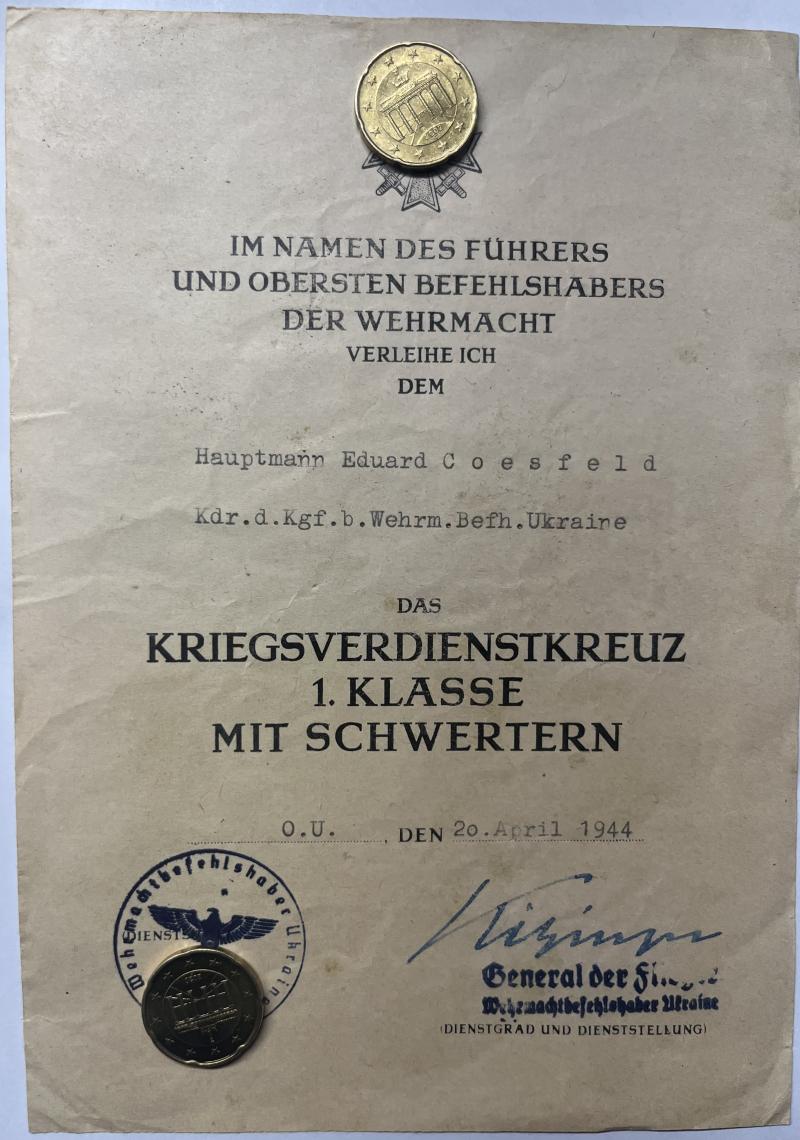 IM NAMEN DES FÜHRERS
UND OBERSTEN BEFEHLSHABERS
DER WEHRMACHT
VERLEIHE ICH
DEM
Hauptmann Eduard C o e s f e l d
Kdr.d.Kgf.b.Wehrm.Befh.Ukraine
DAS
KRIEGSVERDIENSTKREUZ
1. KLASSE
MIT SCHWERTERN
O.U. , DEN 2o.April 1944
Wehrmachtbefehlshaber Ukraine
General der
Wehrmachtbefehlshaber Ukraine
(DIENSTGRAD UND DIENSTSTELLUNG)